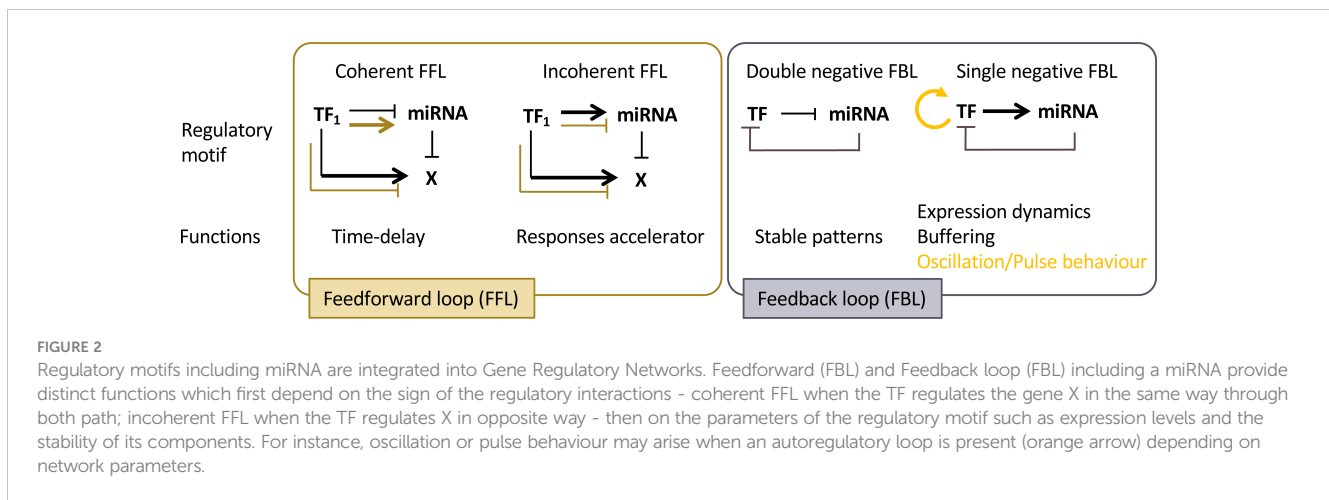 Coherent FFL
Incoherent FFL
Double negative FBL
Single negative FBL
Regulatory
motif
TF₁
miRNA
X
TF₁
miRNA
X
TF
miRNA
TF
miRNA
Functions
Time-delay
Responses accelerator
Stable patterns
Expression dynamics
Buffering
Oscillation/Pulse behaviour
Feedforward loop (FFL)
Feedback loop (FBL)
FIGURE 2
Regulatory motifs including miRNA are integrated into Gene Regulatory Networks. Feedforward (FBL) and Feedback loop (FBL) including a miRNA provide
distinct functions which first depend on the sign of the regulatory interactions - coherent FFL when the TF regulates the gene X in the same way through
both path; incoherent FFL when the TF regulates X in opposite way - then on the parameters of the regulatory motif such as expression levels and the
stability of its components. For instance, oscillation or pulse behaviour may arise when an autoregulatory loop is present (orange arrow) depending on
network parameters.